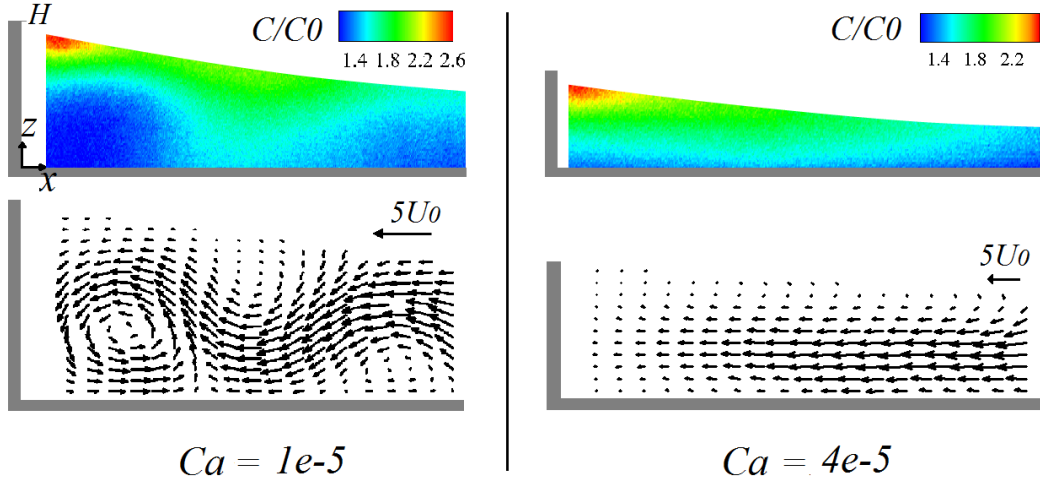 H
C/C0
1.4 1.8 2.2 2.6
z
x
5U0
Ca = 1e-5
C/C0
1.4 1.8 2.2
5U0
Ca = 4e-5